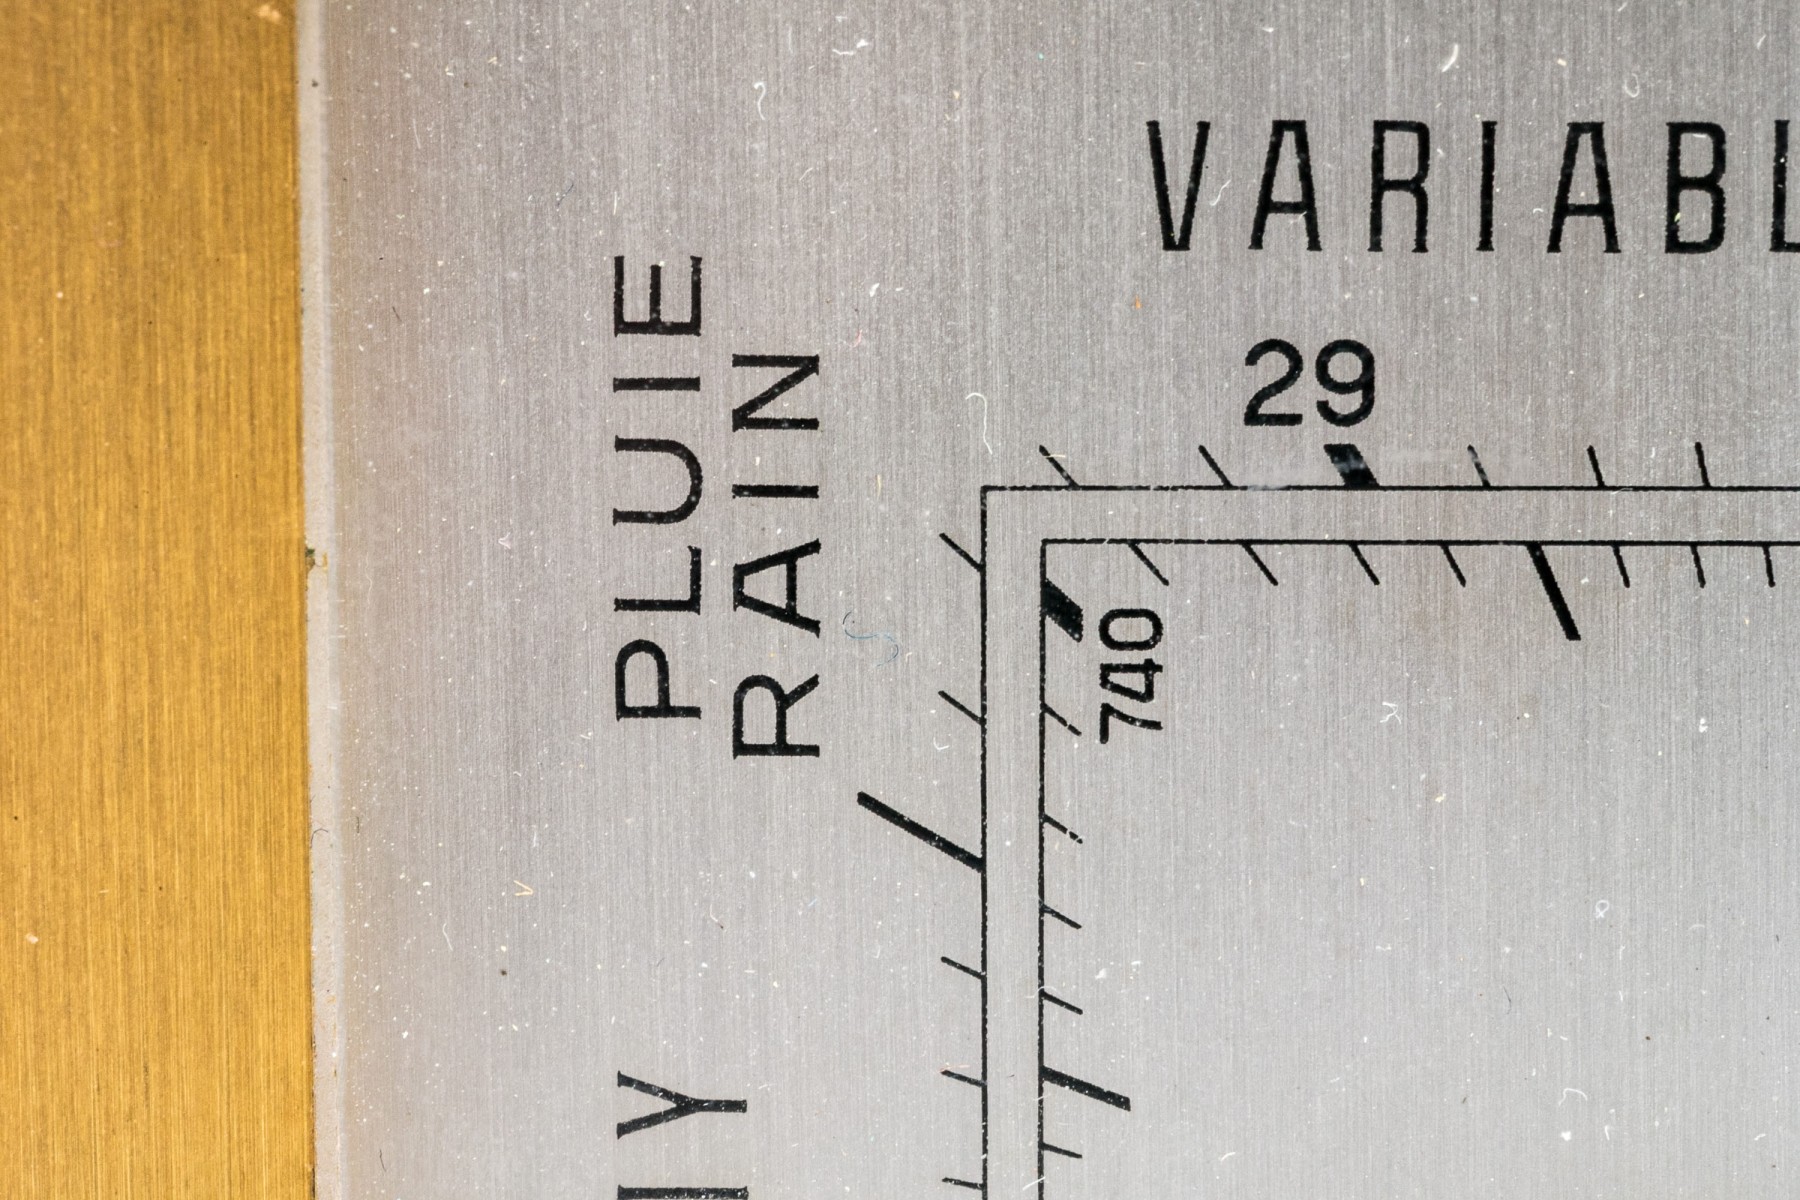 VARIABL
29
PLUIE
RAIN
740